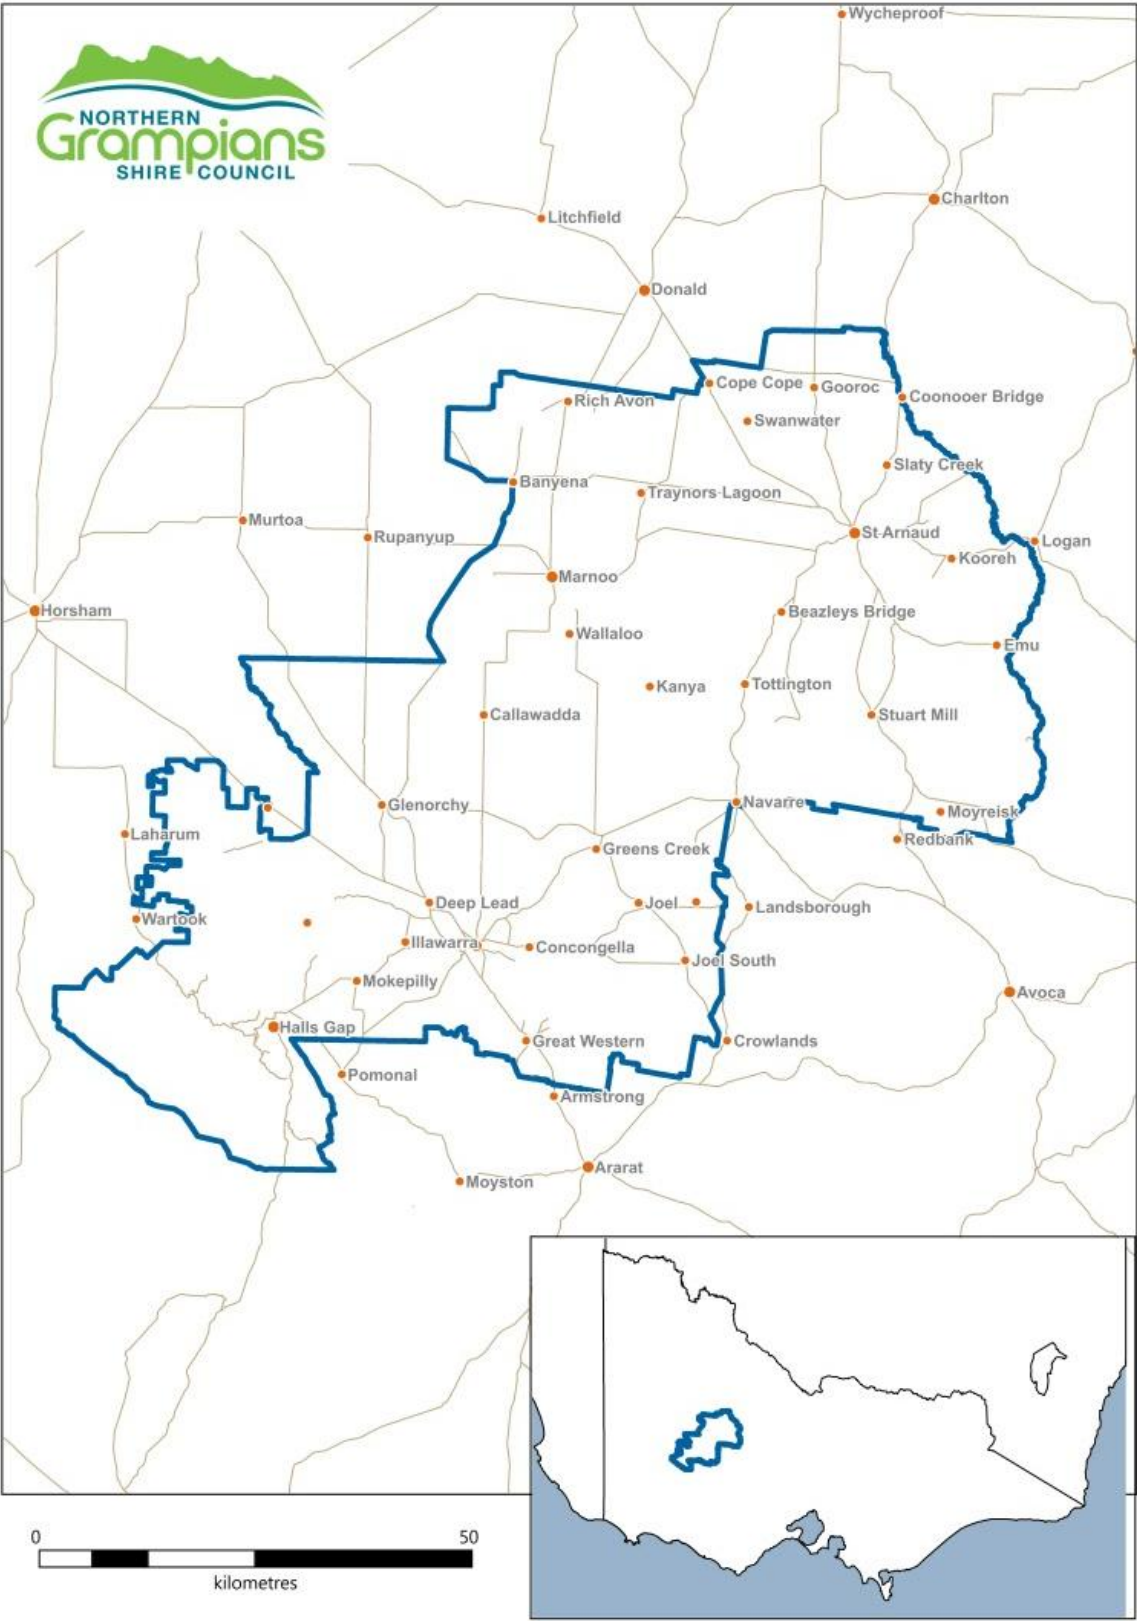 Wycheproof
NORTHERN
Grampians
SHIRE COUNCIL
Charlton
Litchfield
Donald
Cope Cope
Gooroc
Coonooer Bridge
Rich Avon
Swanwater
Slaty Creek
Banyena
Traynors Lagoon
Murtoa
Rupanyup
St Arnaud
Logan
Kooreh
Marnoo
Horsham
Beazleys Bridge
Wallaloo
Emu
Kanya
Tottington
Callawadda
Stuart Mill
Glenorchy
Navarre
Moyreisk
Laharum
Redbank
Greens Creek
Deep Lead
Joel
Landsborough
Wartook
Illawarra
Concongella
Joel South
Mokepilly
Avoca
Halls Gap
Great Western
Crowlands
Pomonal
Armstrong
Ararat
Moyston
0
50
kilometres